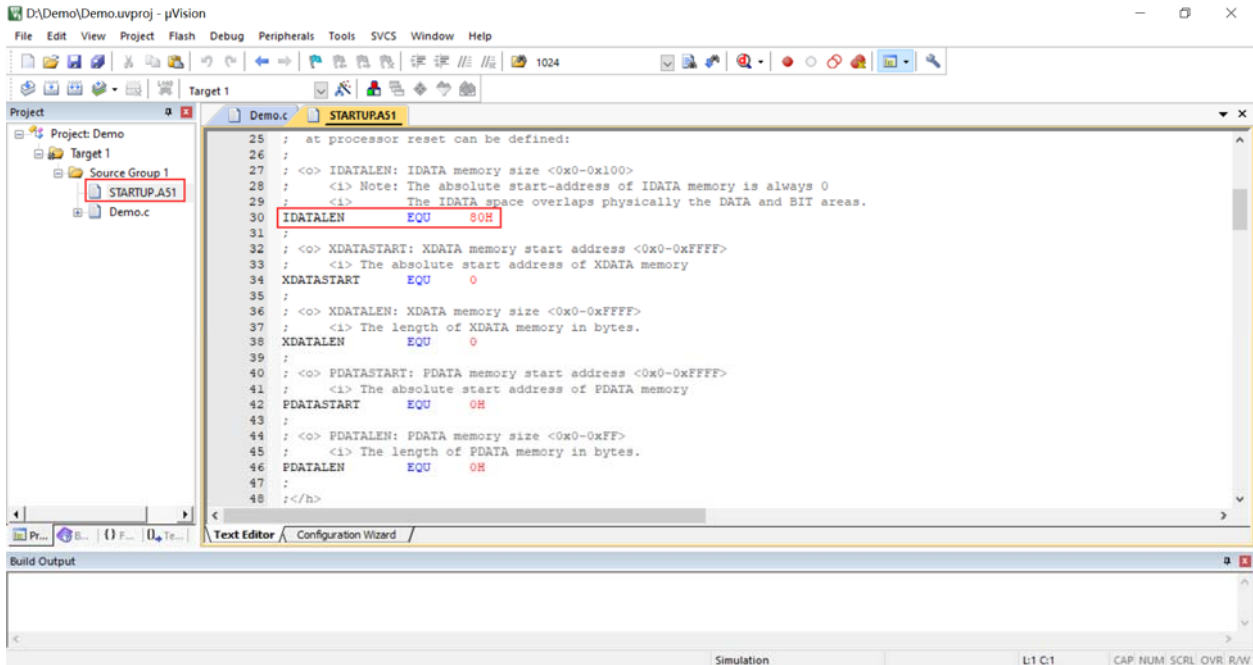 D:\Demo\Demo.uvproj - µVision
File Edit View Project Flash Debug Peripherals Tools SVCS Window Help
1024
Target 1
Project
Demo.c STARTUP.A51
Project: Demo
Target 1
Source Group 1
STARTUP.A51
Demo.c
25 ;  at processor reset can be defined:
26 ;
27 ; <o> IDATALEN: IDATA memory size <0x0-0x100>
28 ;     <i> Note: The absolute start-address of IDATA memory is always 0
29 ;     <i>       The IDATA space overlaps physically the DATA and BIT areas.
30 IDATALEN        EQU     80H
31 ;
32 ; <o> XDATASTART: XDATA memory start address <0x0-0xFFFF>
33 ;     <i> The absolute start address of XDATA memory
34 XDATASTART      EQU     0
35 ;
36 ; <o> XDATALEN: XDATA memory size <0x0-0xFFFF>
37 ;     <i> The length of XDATA memory in bytes.
38 XDATALEN        EQU     0
39 ;
40 ; <o> PDATASTART: PDATA memory start address <0x0-0xFFFF>
41 ;     <i> The absolute start address of PDATA memory
42 PDATASTART      EQU     0H
43 ;
44 ; <o> PDATALEN: PDATA memory size <0x0-0xFF>
45 ;     <i> The length of PDATA memory in bytes.
46 PDATALEN        EQU     0H
47 ;
48 ;</h>
Pr... B... {} F... 0 Te...
Text Editor Configuration Wizard
Build Output
Simulation L:1 C:1 CAP NUM SCRL OVR R/W